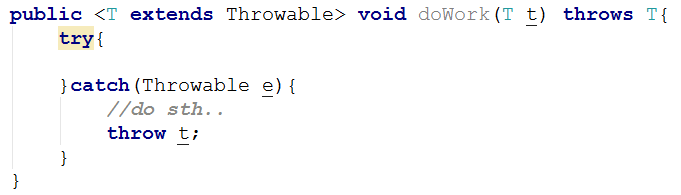 public <T extends Throwable> void doWork(T t) throws T{
    try{
    }catch(Throwable e){
        //do sth..
        throw t;
    }
}